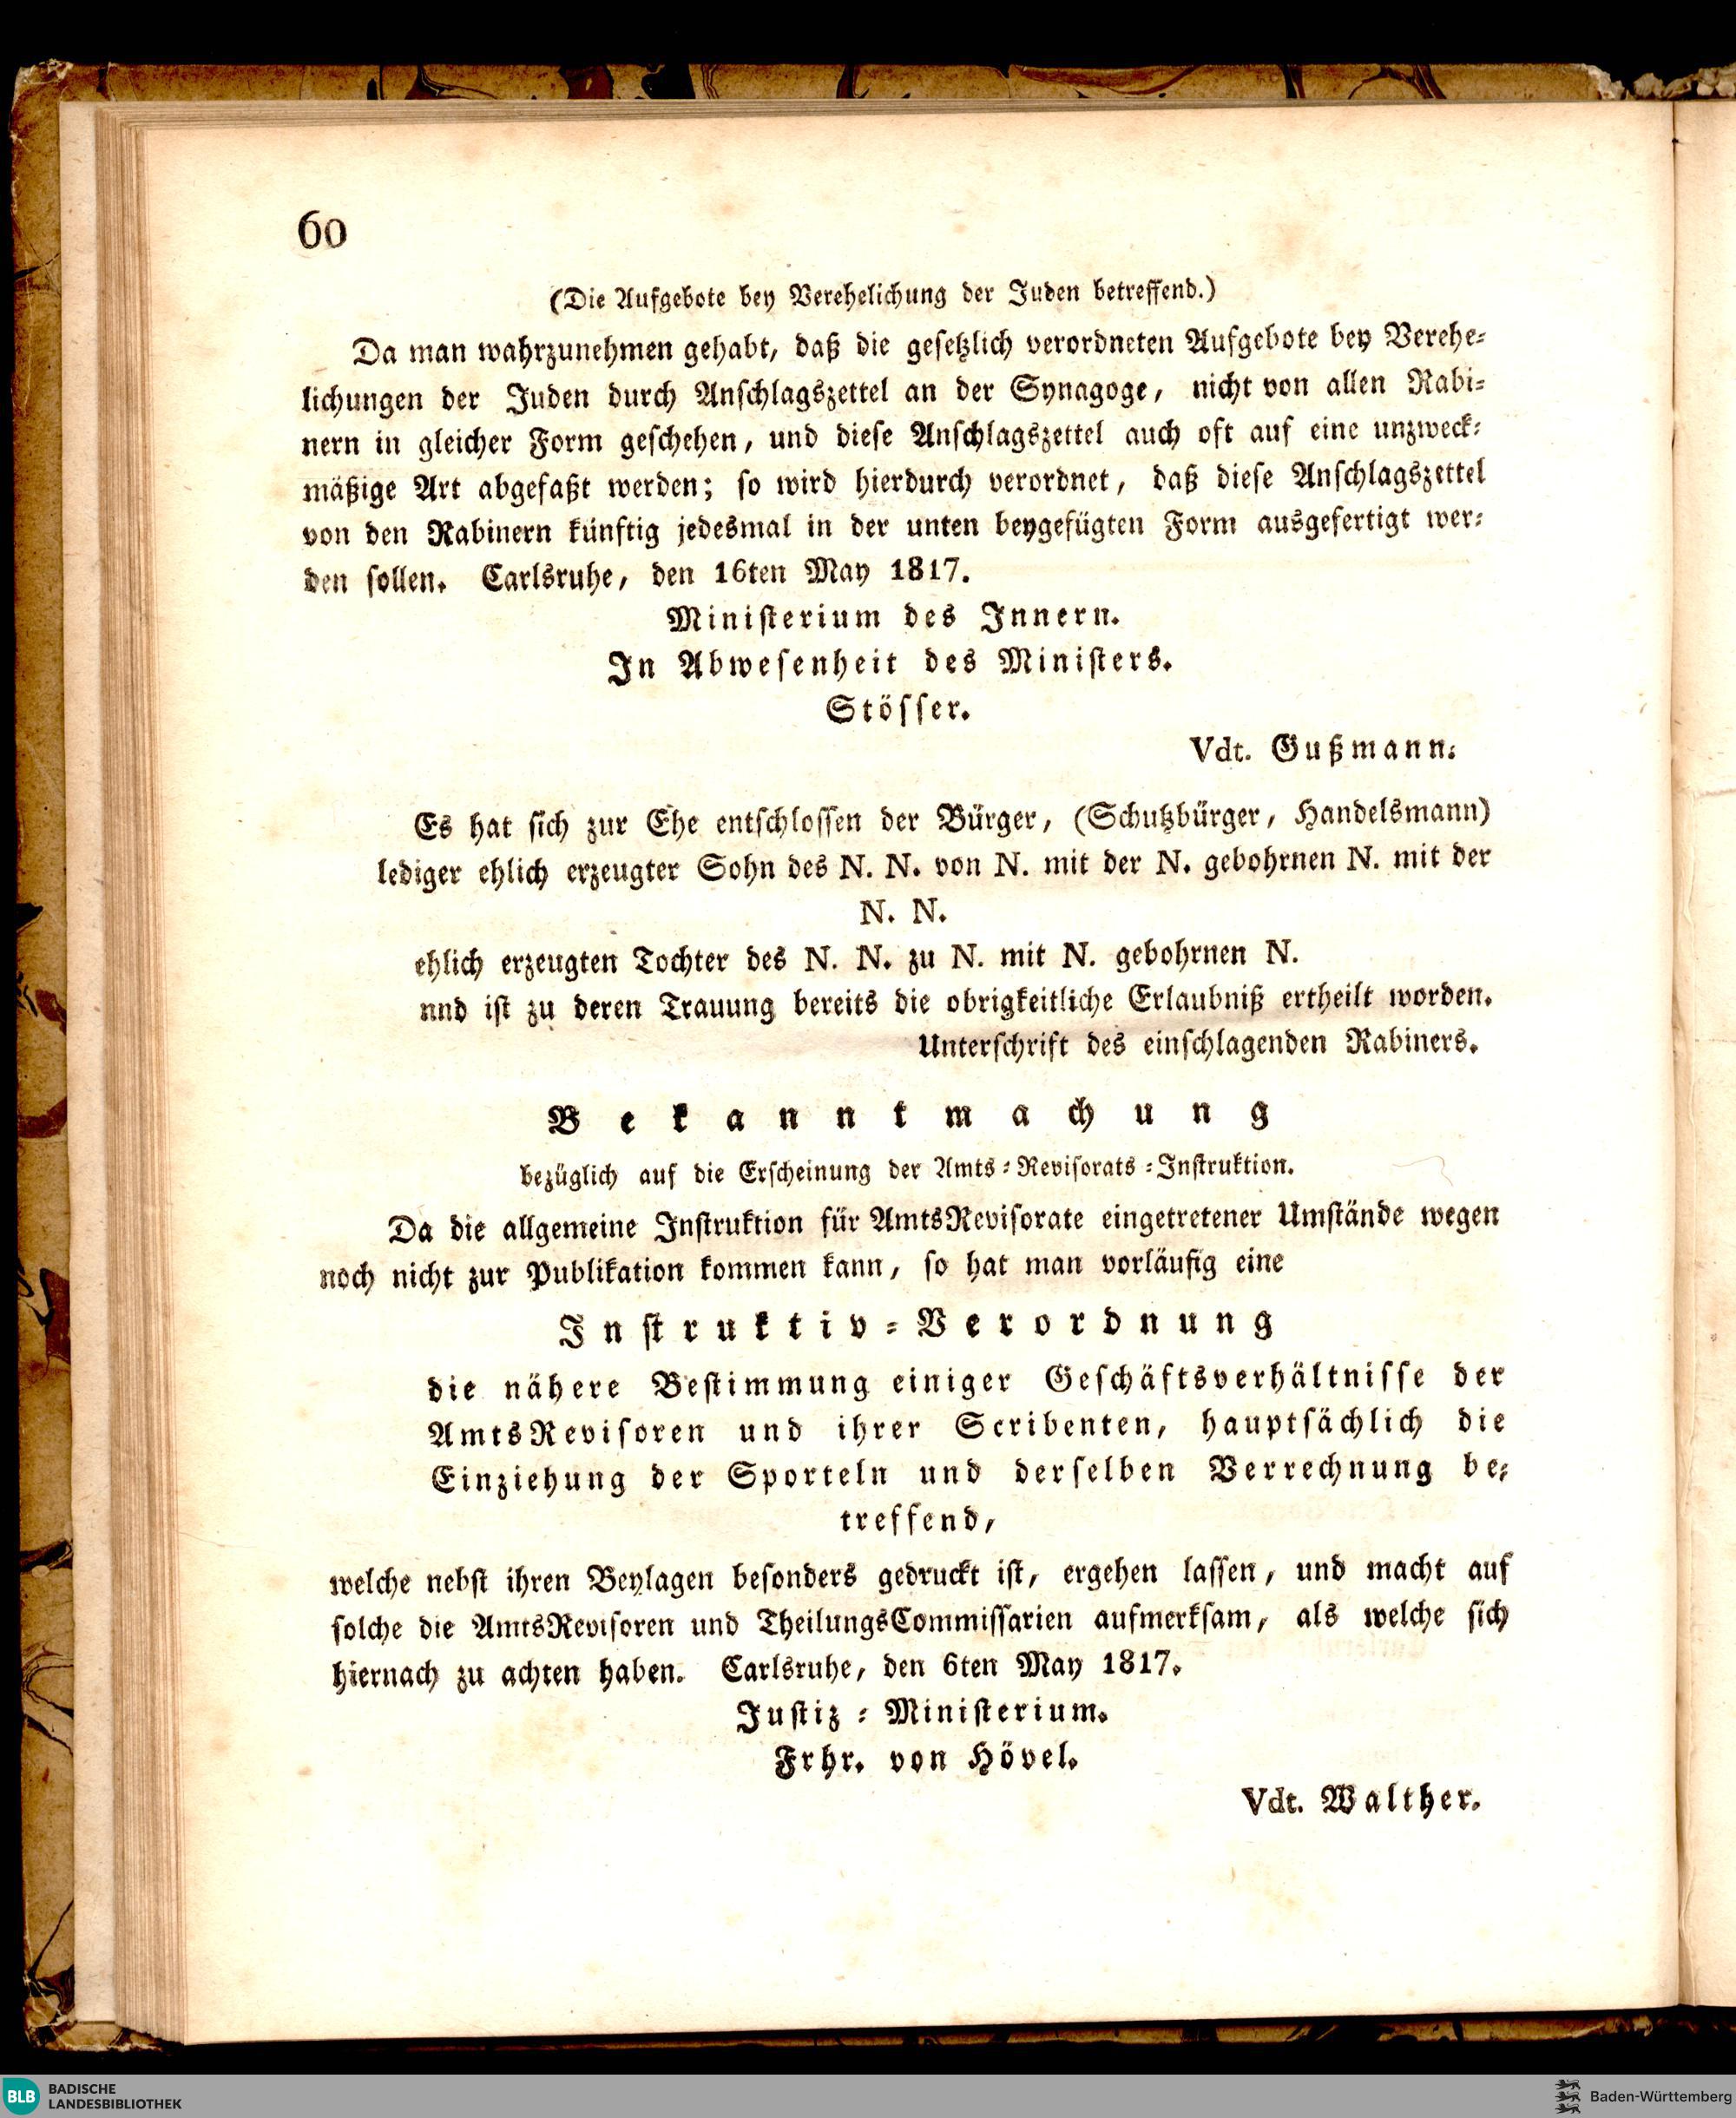 60
(Die Aufgebote bey Verehelichung der Juden betreffend.)
Da man wahrzunehmen gehabt, daß die gesetzlich verordneten Aufgebote bey Verehe-
lichungen der Juden durch Anschlagszettel an der Synagoge, nicht von allen Rabi-
nern in gleicher Form geschehen, und diese Anschlagszettel auch oft auf eine unzweck-
mäßige Art abgefaßt werden; so wird hierdurch verordnet, daß diese Anschlagszettel
von den Rabinern künftig jedesmal in der unten beygefügten Form ausgefertigt wer-
den sollen. Carlsruhe, den 16ten May 1817.
Ministerium des Innern.
In Abwesenheit des Ministers.
Stösser.
Vdt. Gußmann.
Es hat sich zur Ehe entschlossen der Bürger, (Schutzbürger, Handelsmann)
lediger ehlich erzeugter Sohn des N. N. von N. mit der N. gebohrnen N. mit der
N. N.
ehlich erzeugten Tochter des N. N. zu N. mit N. gebohrnen N.
nnd ist zu deren Trauung bereits die obrigkeitliche Erlaubniß ertheilt worden.
Unterschrift des einschlagenden Rabiners.
Bekanntmachung
bezüglich auf die Erscheinung der Amts-Revisorats-Instruktion.
Da die allgemeine Instruktion für AmtsRevisorate eingetretener Umstände wegen
noch nicht zur Publikation kommen kann, so hat man vorläufig eine
Instruktiv-Verordnung
die nähere Bestimmung einiger Geschäftsverhältnisse der
AmtsRevisoren und ihrer Scribenten, hauptsächlich die
Einziehung der Sporteln und derselben Verrechnung be-
treffend,
welche nebst ihren Beylagen besonders gedruckt ist, ergehen lassen, und macht auf
solche die AmtsRevisoren und TheilungsCommissarien aufmerksam, als welche sich
hiernach zu achten haben. Carlsruhe, den 6ten May 1817.
Justiz-Ministerium.
Frhr. von Hövel.
Vdt. Walther.
BLB BADISCHE
LANDESBIBLIOTHEK
Baden-Württemberg